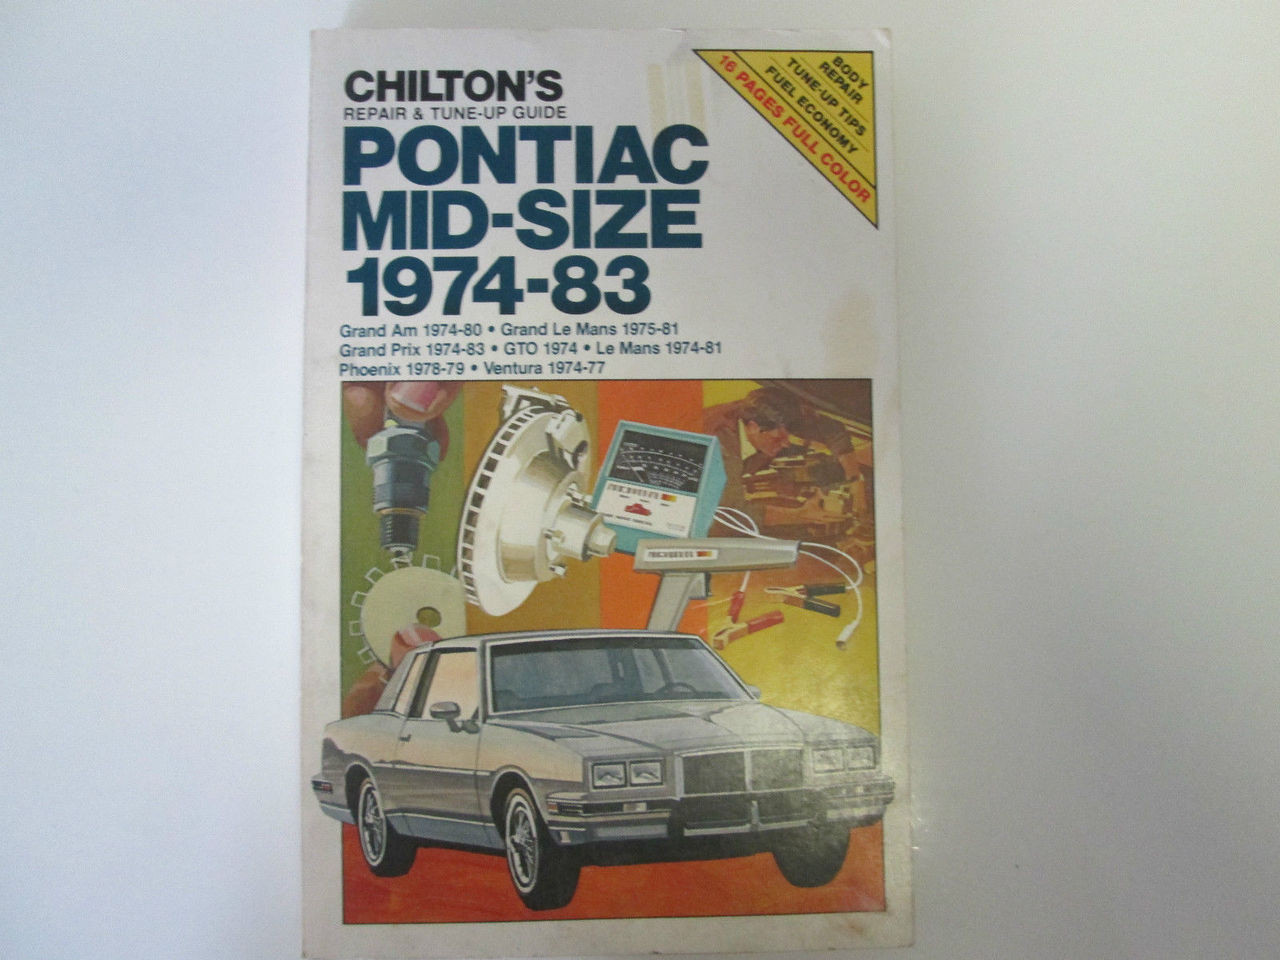 CHILTON'S
REPAIR & TUNE-UP GUIDE
PONTIAC
MID-SIZE
1974-83
Grand Am 1974-80 • Grand Le Mans 1975-81
Grand Prix 1974-83 • GTO 1974 • Le Mans 1974-81
Phoenix 1978-79 • Ventura 1974-77
BODY
REPAIR
TUNE-UP TIPS
FUEL ECONOMY
16 PAGES FULL COLOR